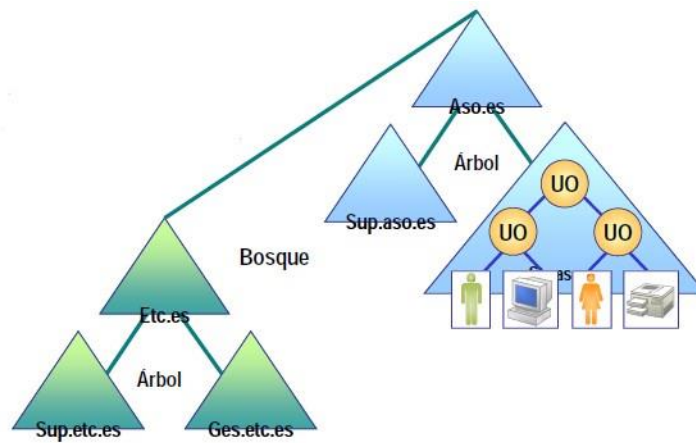 Aso.es
Árbol
Sup.aso.es
UO
UO
UO
Bosque
Etc.es
Árbol
Sup.etc.es
Ges.etc.es